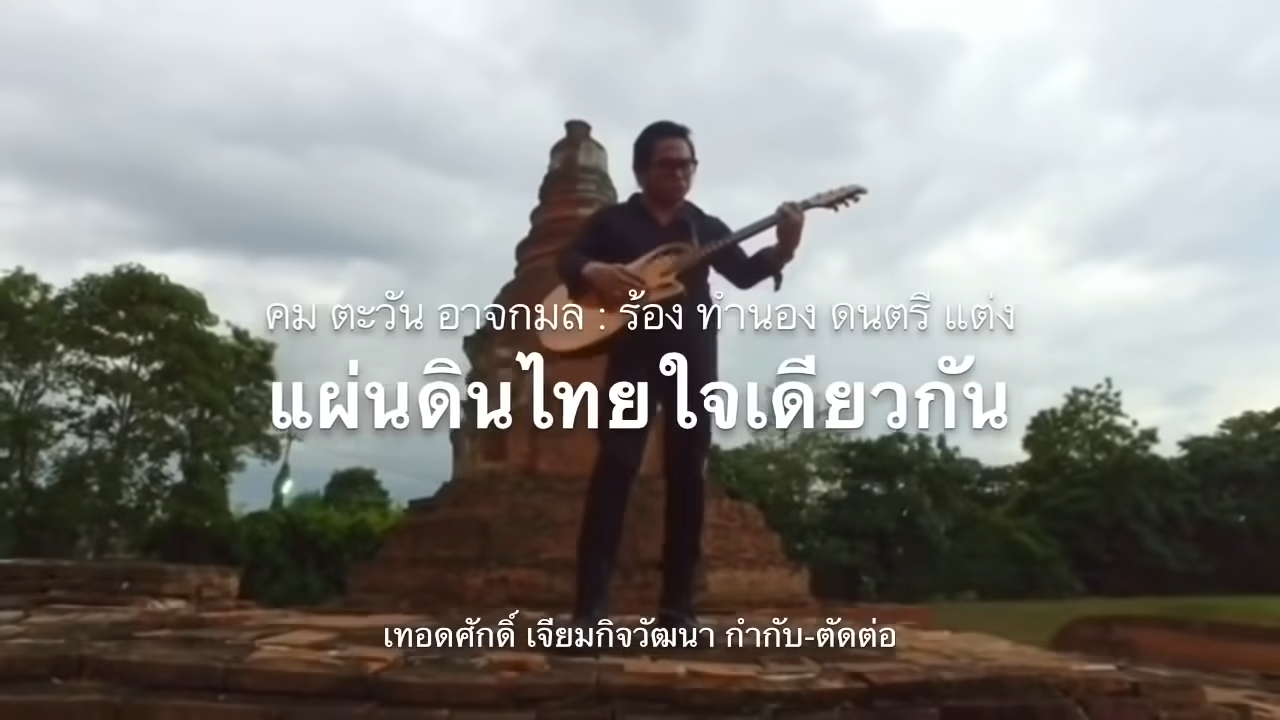 คม ตะวัน อาจกมล : ร้อง ทำนอง ดนตรี แต่ง
แผ่นดินไทยใจเดียวกัน
เทอดศักดิ์ เจียมกิจวัฒนา กำกับ-ตัดต่อ